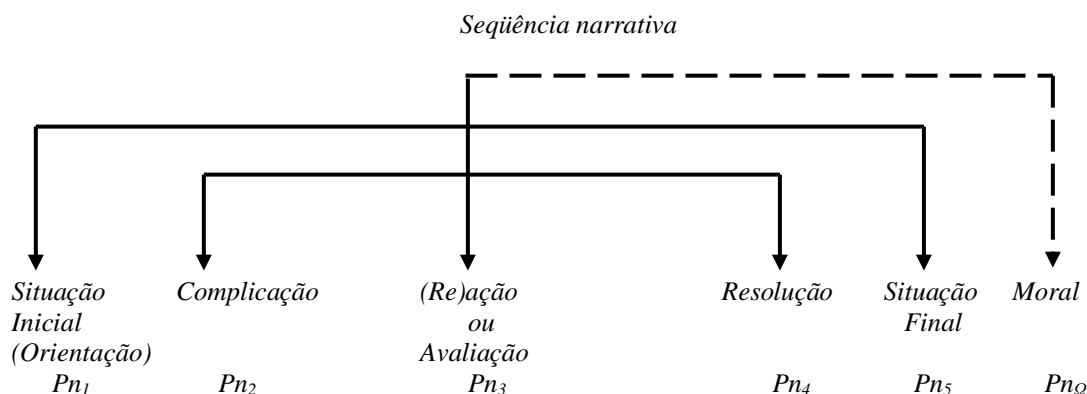 Seqüência narrativa
Situação Complicação (Re)ação Resolução Situação Moral
Inicial ou Final
(Orientação) Avaliação
Pn₁ Pn₂ Pn₃ Pn₄ Pn₅ PnΩ